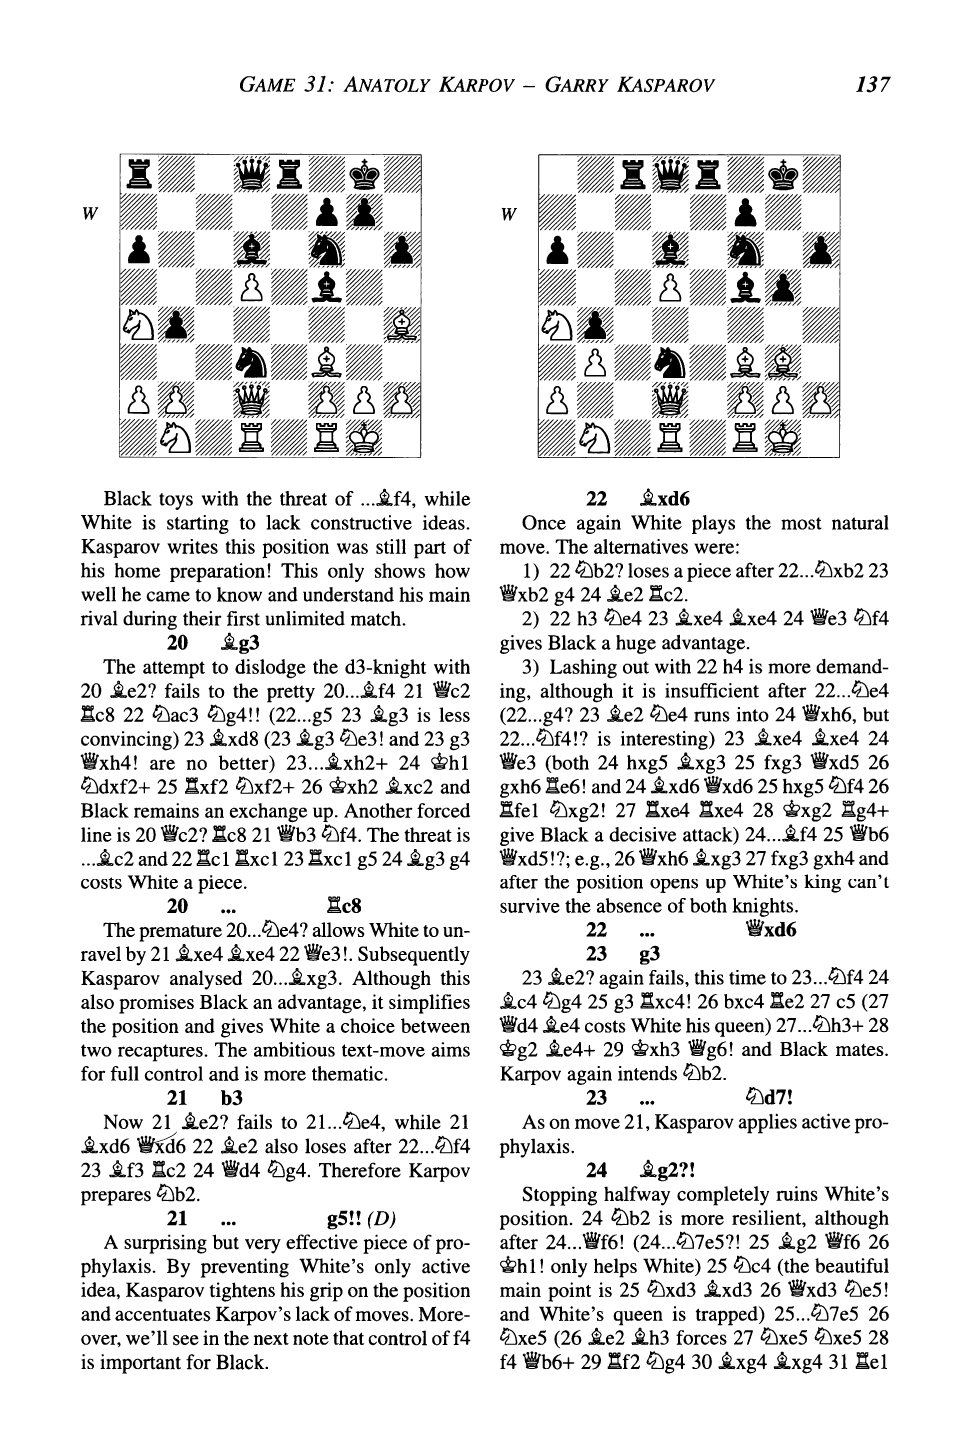 GAME 31: ANATOLY KARPOV – GARRY KASPAROV 137
W
Black toys with the threat of ...♗f4, while
White is starting to lack constructive ideas.
Kasparov writes this position was still part of
his home preparation! This only shows how
well he came to know and understand his main
rival during their first unlimited match.
20 ♗g3
The attempt to dislodge the d3-knight with
20 ♗e2? fails to the pretty 20...♗f4 21 ♕c2
♖c8 22 ♘ac3 ♘g4!! (22...g5 23 ♗g3 is less
convincing) 23 ♗xd8 (23 ♗g3 ♘e3! and 23 g3
♕xh4! are no better) 23...♗xh2+ 24 ♔h1
♘dxf2+ 25 ♖xf2 ♘xf2+ 26 ♔xh2 ♗xc2 and
Black remains an exchange up. Another forced
line is 20 ♕c2? ♖c8 21 ♕b3 ♘f4. The threat is
...♗c2 and 22 ♖c1 ♖xc1 23 ♖xc1 g5 24 ♗g3 g4
costs White a piece.
20 ... ♖c8
The premature 20...♘e4? allows White to un-
ravel by 21 ♗xe4 ♗xe4 22 ♕e3!. Subsequently
Kasparov analysed 20...♗xg3. Although this
also promises Black an advantage, it simplifies
the position and gives White a choice between
two recaptures. The ambitious text-move aims
for full control and is more thematic.
21 b3
Now 21 ♗e2? fails to 21...♘e4, while 21
♗xd6 ♕xd6 22 ♗e2 also loses after 22...♘f4
23 ♗f3 ♖c2 24 ♕d4 ♘g4. Therefore Karpov
prepares ♘b2.
21 ... g5!! (D)
A surprising but very effective piece of pro-
phylaxis. By preventing White's only active
idea, Kasparov tightens his grip on the position
and accentuates Karpov's lack of moves. More-
over, we'll see in the next note that control of f4
is important for Black.
W
22 ♗xd6
Once again White plays the most natural
move. The alternatives were:
1) 22 ♘b2? loses a piece after 22...♘xb2 23
♕xb2 g4 24 ♗e2 ♖c2.
2) 22 h3 ♘e4 23 ♗xe4 ♗xe4 24 ♕e3 ♘f4
gives Black a huge advantage.
3) Lashing out with 22 h4 is more demand-
ing, although it is insufficient after 22...♘e4
(22...g4? 23 ♗e2 ♘e4 runs into 24 ♕xh6, but
22...♘f4!? is interesting) 23 ♗xe4 ♗xe4 24
♕e3 (both 24 hxg5 ♗xg3 25 fxg3 ♕xd5 26
gxh6 ♖e6! and 24 ♗xd6 ♕xd6 25 hxg5 ♘f4 26
♖fe1 ♘xg2! 27 ♖xe4 ♖xe4 28 ♔xg2 ♖g4+
give Black a decisive attack) 24...♗f4 25 ♕b6
♕xd5!?; e.g., 26 ♕xh6 ♗xg3 27 fxg3 gxh4 and
after the position opens up White's king can't
survive the absence of both knights.
22 ... ♕xd6
23 g3
23 ♗e2? again fails, this time to 23...♘f4 24
♗c4 ♘g4 25 g3 ♖xc4! 26 bxc4 ♖e2 27 c5 (27
♕d4 ♗e4 costs White his queen) 27...♘h3+ 28
♔g2 ♗e4+ 29 ♔xh3 ♕g6! and Black mates.
Karpov again intends ♘b2.
23 ... ♘d7!
As on move 21, Kasparov applies active pro-
phylaxis.
24 ♗g2?!
Stopping halfway completely ruins White's
position. 24 ♘b2 is more resilient, although
after 24...♕f6! (24...♘7e5?! 25 ♗g2 ♕f6 26
♔h1! only helps White) 25 ♘c4 (the beautiful
main point is 25 ♘xd3 ♗xd3 26 ♕xd3 ♘e5!
and White's queen is trapped) 25...♘7e5 26
♘xe5 (26 ♗e2 ♗h3 forces 27 ♘xe5 ♘xe5 28
f4 ♕b6+ 29 ♖f2 ♘g4 30 ♗xg4 ♗xg4 31 ♖e1